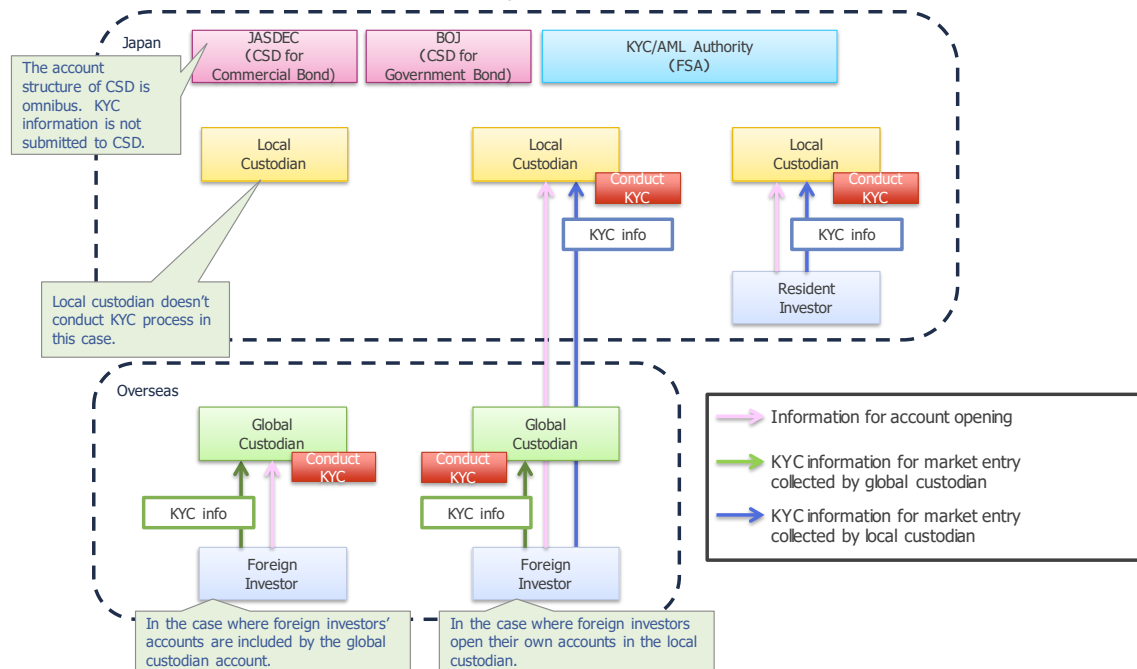 Japan
JASDEC
(CSD for
Commercial Bond)
BOJ
(CSD for
Government Bond)
KYC/AML Authority
(FSA)
The account
structure of CSD is
omnibus. KYC
information is not
submitted to CSD.
Local
Custodian
Local
Custodian
Conduct
KYC
Local
Custodian
Conduct
KYC
KYC info
KYC info
Resident
Investor
Local custodian doesn't
conduct KYC process in
this case.
Overseas
Global
Custodian
Conduct
KYC
Global
Custodian
Conduct
KYC
KYC info
KYC info
Foreign
Investor
Foreign
Investor
In the case where foreign investors'
accounts are included by the global
custodian account.
In the case where foreign investors
open their own accounts in the local
custodian.
Information for account opening
KYC information for market entry
collected by global custodian
KYC information for market entry
collected by local custodian